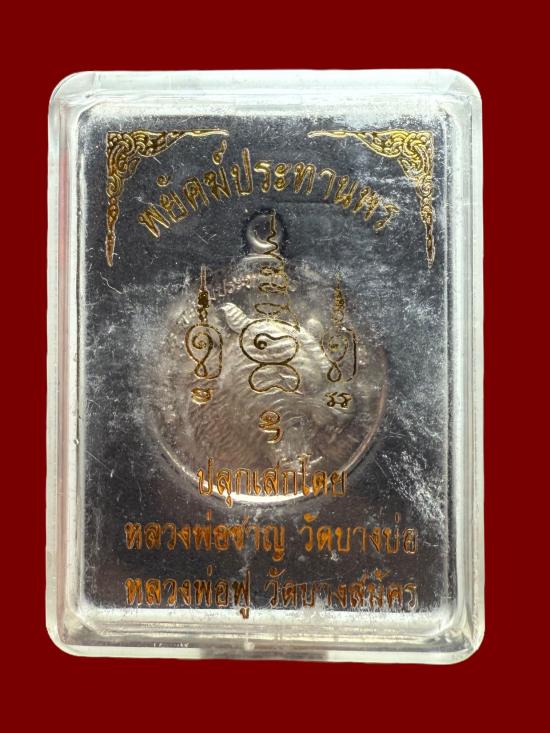 พยัคฆ์ประทานพร
ปลุกเสกโดย
หลวงพ่อชาญ วัดบางบ่อ
หลวงพ่อฟู วัดบางสมัคร